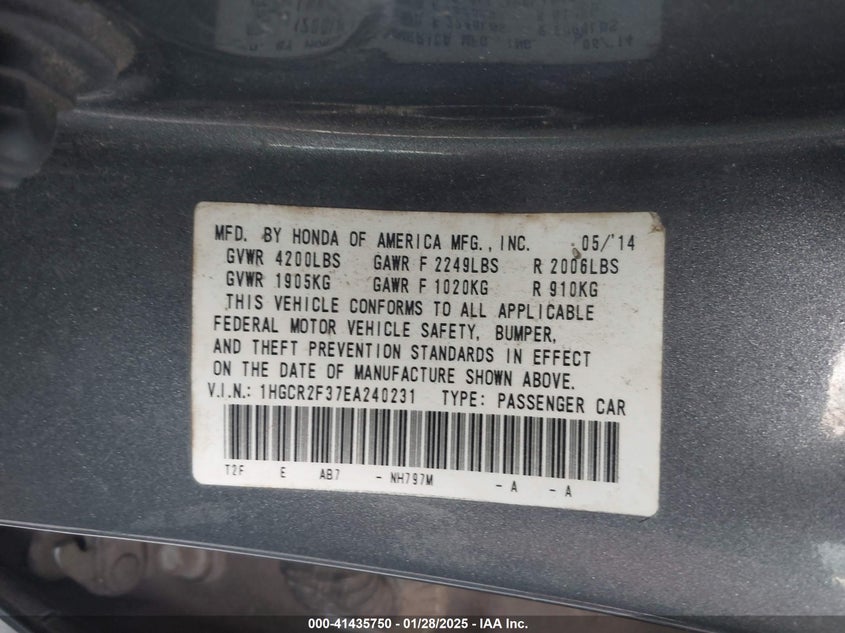 MFD. BY HONDA OF AMERICA MFG., INC. 05/'14
GVWR 4200LBS GAWR F 2249LBS R 2006LBS
GVWR 1905KG GAWR F 1020KG R 910KG
THIS VEHICLE CONFORMS TO ALL APPLICABLE
FEDERAL MOTOR VEHICLE SAFETY, BUMPER,
AND THEFT PREVENTION STANDARDS IN EFFECT
ON THE DATE OF MANUFACTURE SHOWN ABOVE.
V.I.N.: 1HGCR2F37EA240231 TYPE: PASSENGER CAR
T2F E AB7 - NH797M - A - A
000-41435750 / 01/28/2025 - IAA Inc.